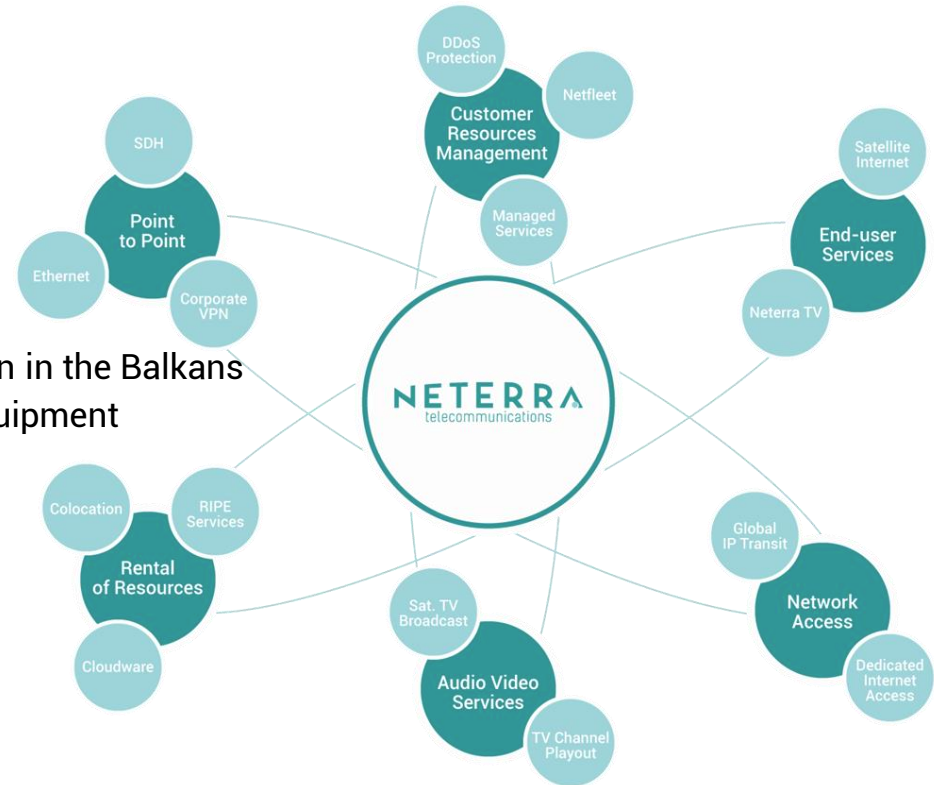 DDoS
Protection
Netfleet
Customer
Resources
Management
Managed
Services
SDH
Point
to Point
Ethernet
Corporate
VPN
Satellite
Internet
End-user
Services
Neterra TV
n in the Balkans
uipment
NETERRA
telecommunications
Colocation
RIPE
Services
Rental
of Resources
Cloudware
Sat. TV
Broadcast
Audio Video
Services
TV Channel
Playout
Global
IP Transit
Network
Access
Dedicated
Internet
Access